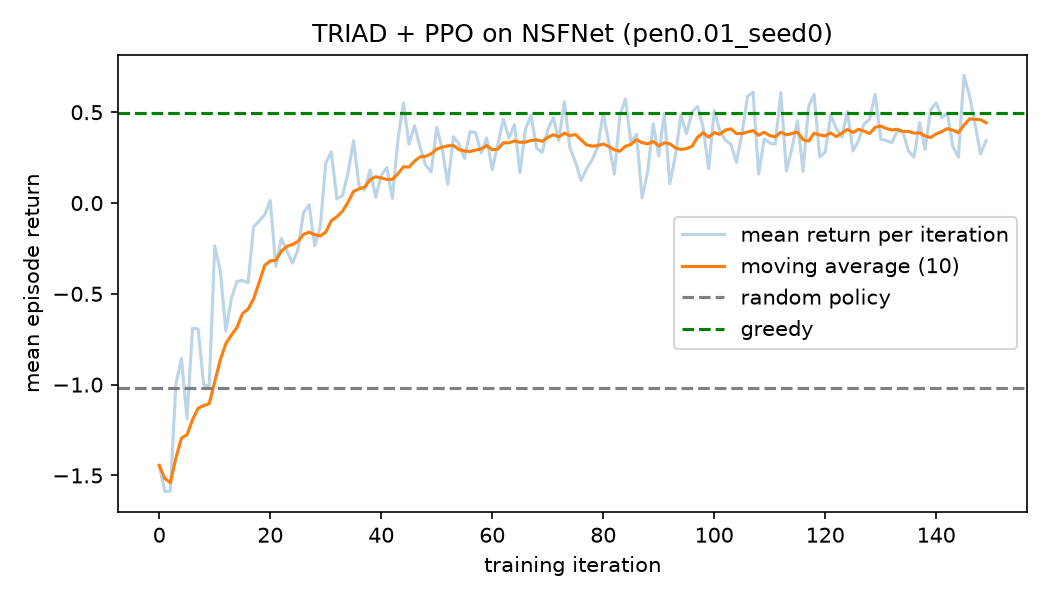 TRIAD + PPO on NSFNet (pen0.01_seed0)
mean episode return
0.5
0.0
−0.5
−1.0
−1.5
mean return per iteration
moving average (10)
random policy
greedy
0 20 40 60 80 100 120 140
training iteration